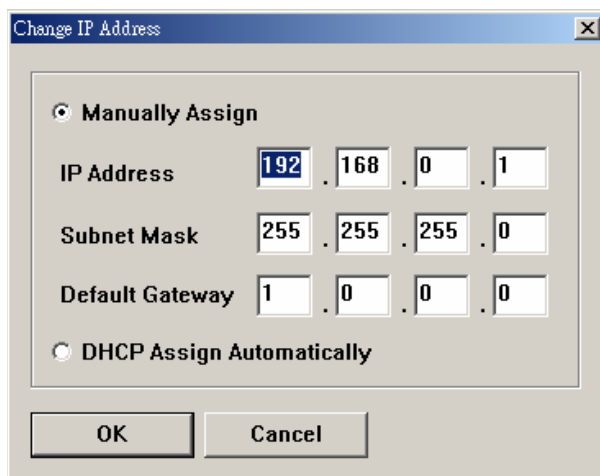 Change IP Address
Manually Assign
IP Address 192 . 168 . 0 . 1
Subnet Mask 255 . 255 . 255 . 0
Default Gateway 1 . 0 . 0 . 0
DHCP Assign Automatically
OK Cancel